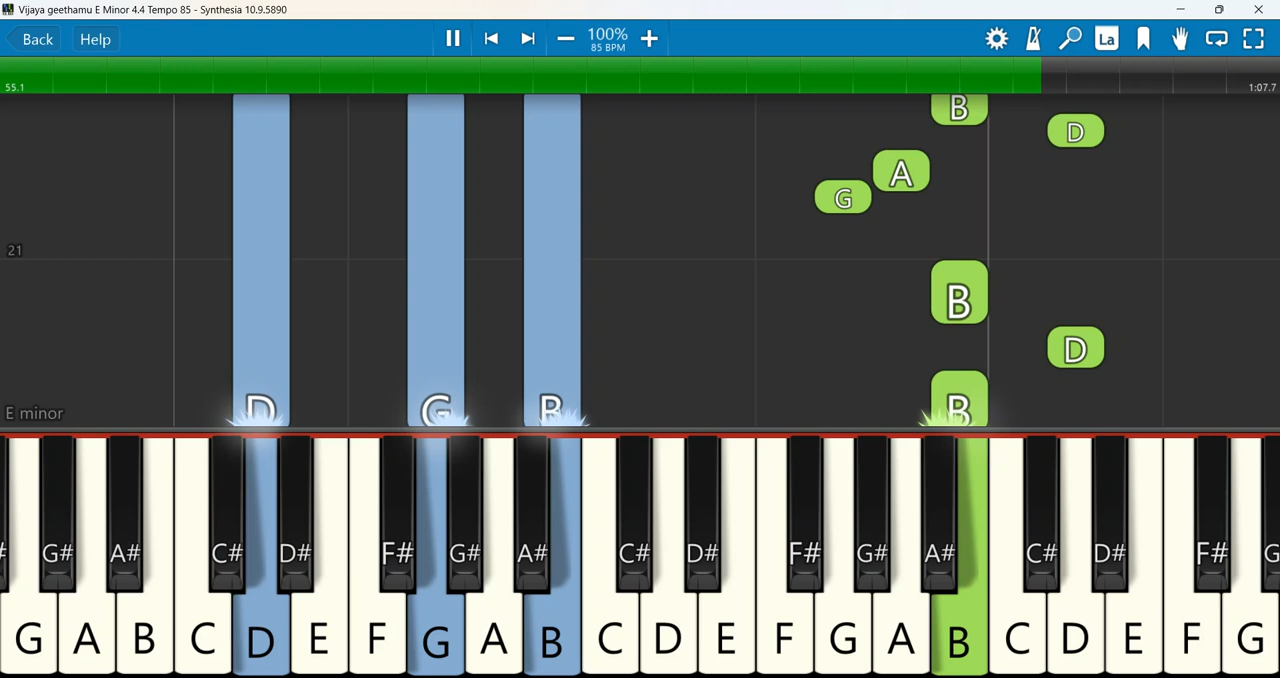 Vijaya geethamu E Minor 4.4 Tempo 85 - Synthesia 10.9.5890
Back Help 100% La
85 BPM
55.1 1:07.7
B
D
A
G
21
B
D
D G B B
E minor
G# A# C# D# F# G# A# C# D# F# G# A# C# D# F# G
G A B C D E F G A B C D E F G A B C D E F G